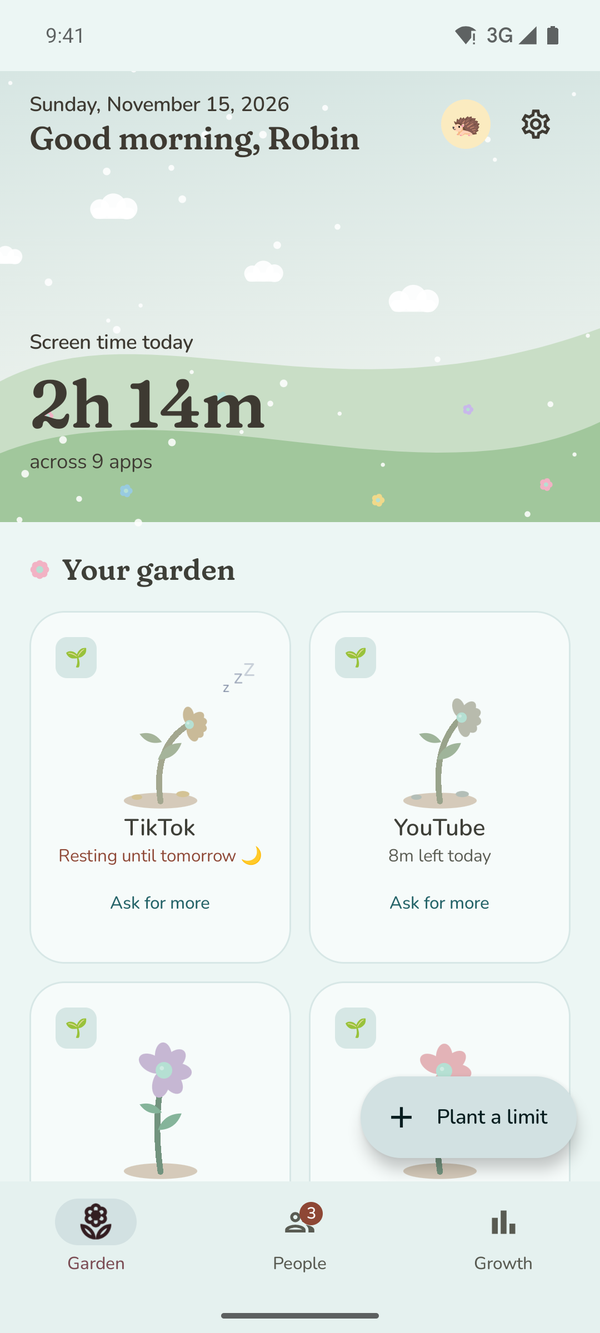 9:41
3G
Sunday, November 15, 2026
Good morning, Robin
Screen time today
2h 14m
across 9 apps
Your garden
z z Z
TikTok
Resting until tomorrow 🌙
Ask for more
YouTube
8m left today
Ask for more
+ Plant a limit
3
Garden
People
Growth